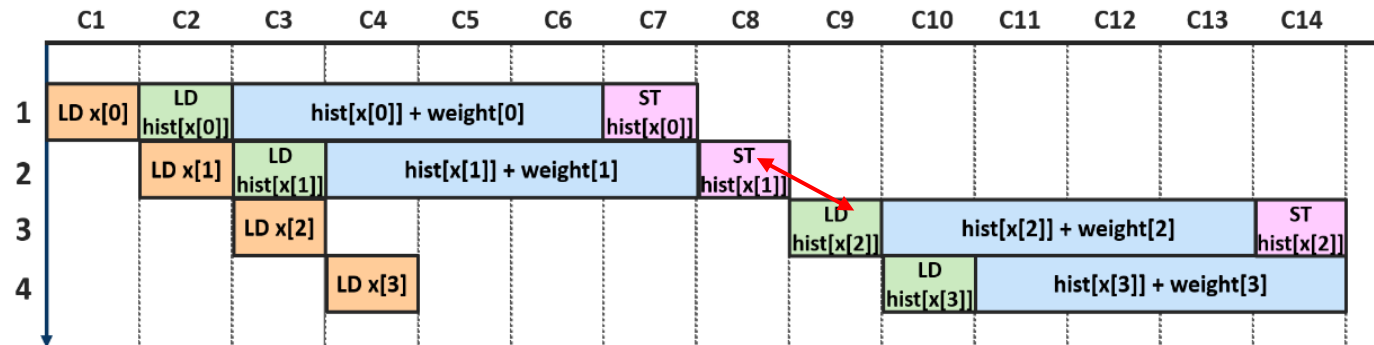 C1 C2 C3 C4 C5 C6 C7 C8 C9 C10 C11 C12 C13 C14
1
LD x[0]
LD
hist[x[0]]
hist[x[0]] + weight[0]
ST
hist[x[0]]
2
LD x[1]
LD
hist[x[1]]
hist[x[1]] + weight[1]
ST
hist[x[1]]
3
LD x[2]
LD
hist[x[2]]
hist[x[2]] + weight[2]
ST
hist[x[2]]
4
LD x[3]
LD
hist[x[3]]
hist[x[3]] + weight[3]